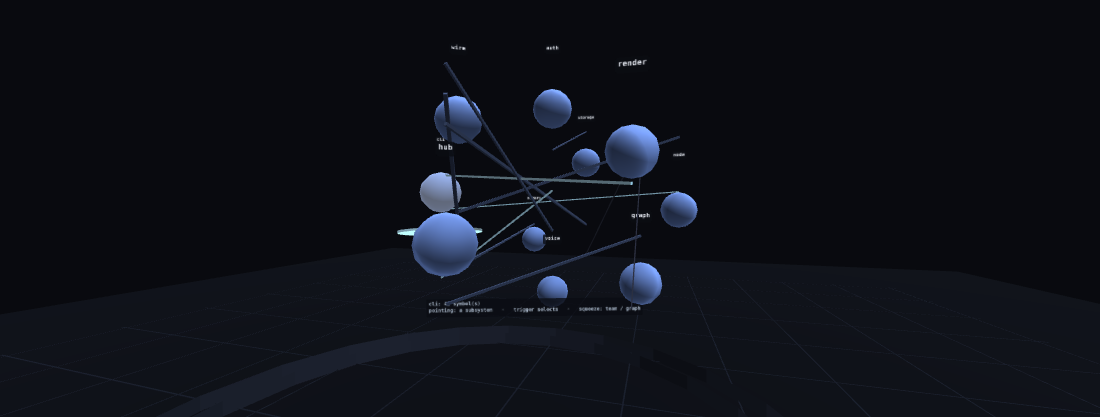 wire
auth
render
storage
cli
hub
node
graph
voice
cli: 4 symbol(s)
pointing: a subsystem · trigger selects · squeeze: team / graph